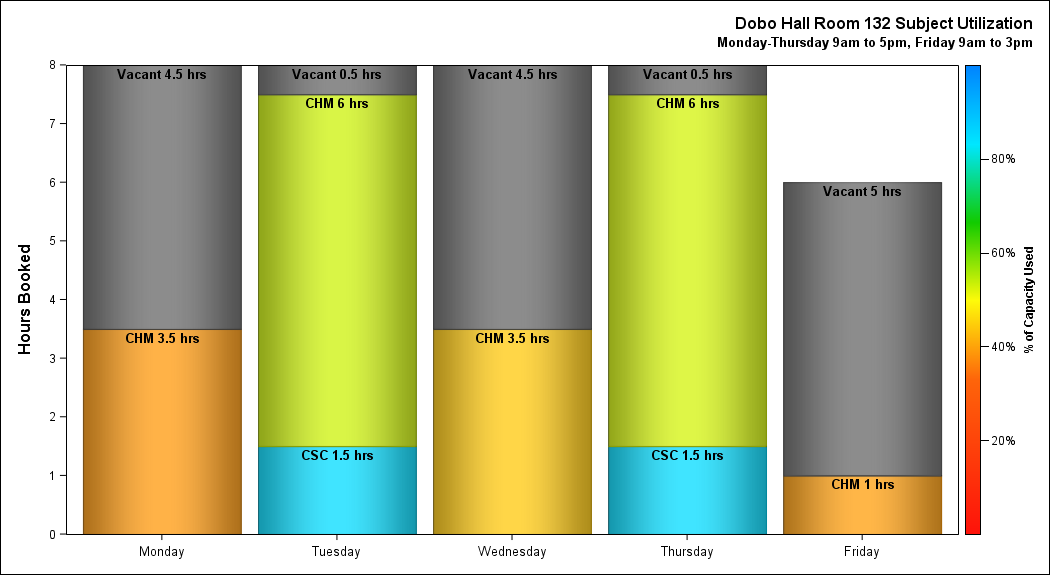 Dobo Hall Room 132 Subject Utilization
Monday-Thursday 9am to 5pm, Friday 9am to 3pm
Hours Booked
8
7
6
5
4
3
2
1
0
Vacant 4.5 hrs
CHM 3.5 hrs
Vacant 0.5 hrs
CHM 6 hrs
CSC 1.5 hrs
Vacant 4.5 hrs
CHM 3.5 hrs
Vacant 0.5 hrs
CHM 6 hrs
CSC 1.5 hrs
Vacant 5 hrs
CHM 1 hrs
Monday
Tuesday
Wednesday
Thursday
Friday
80%
60%
40%
20%
% of Capacity Used